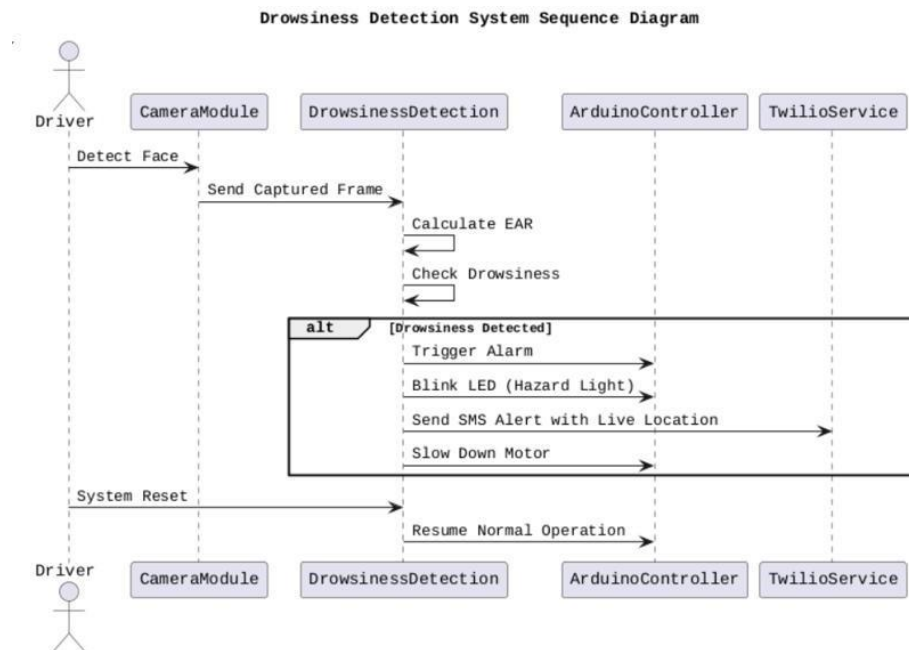 Drowsiness Detection System Sequence Diagram
Driver
CameraModule
DrowsinessDetection
ArduinoController
TwilioService
Detect Face
Send Captured Frame
Calculate EAR
Check Drowsiness
alt
[Drowsiness Detected]
Trigger Alarm
Blink LED (Hazard Light)
Send SMS Alert with Live Location
Slow Down Motor
System Reset
Resume Normal Operation
Driver
CameraModule
DrowsinessDetection
ArduinoController
TwilioService